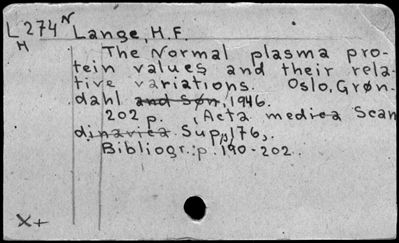 L274N Lange, H.F.
H
The Normal plasma pro-
tein values and their rela-
tive variations. Oslo, Grøn.
dahl and Søn, 1946.
202 p. (Acta medica Scan
dinavica Sup., 176,
Bibliogr.: p. 190-202.
X+